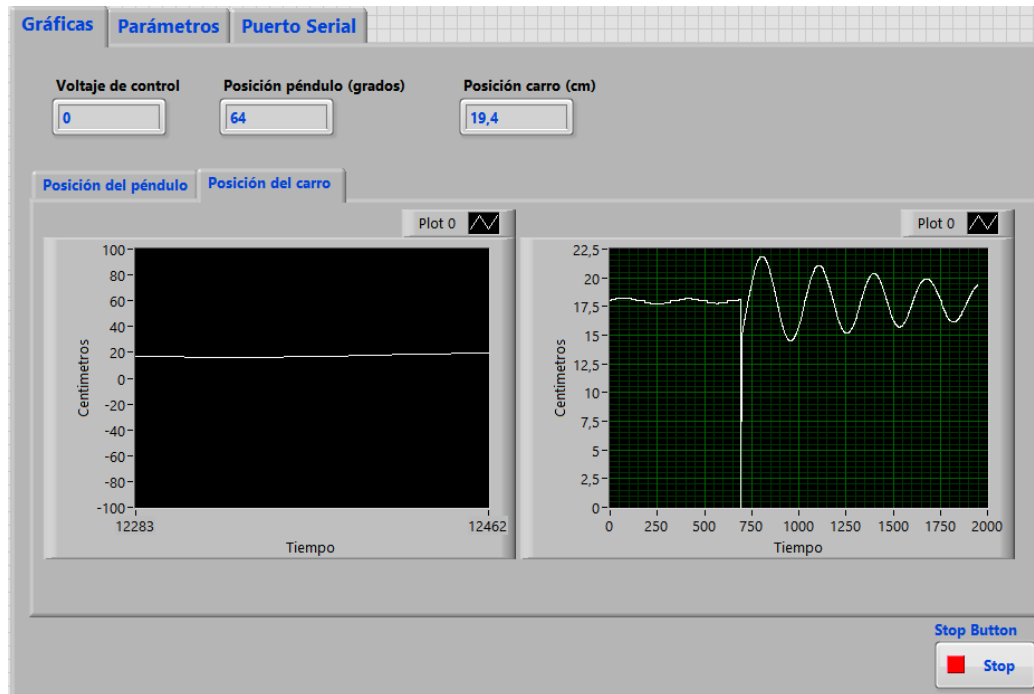 Gráficas Parámetros Puerto Serial
Voltaje de control Posición péndulo (grados) Posición carro (cm)
0 64 19,4
Posición del péndulo Posición del carro
Plot 0 Plot 0
100
80
60
40
20
0
-20
-40
-60
-80
-100
Centimetros
12283 12462
Tiempo
22,5
20
17,5
15
12,5
10
7,5
5
2,5
0
Centimetros
0 250 500 750 1000 1250 1500 1750 2000
Tiempo
Stop Button
Stop